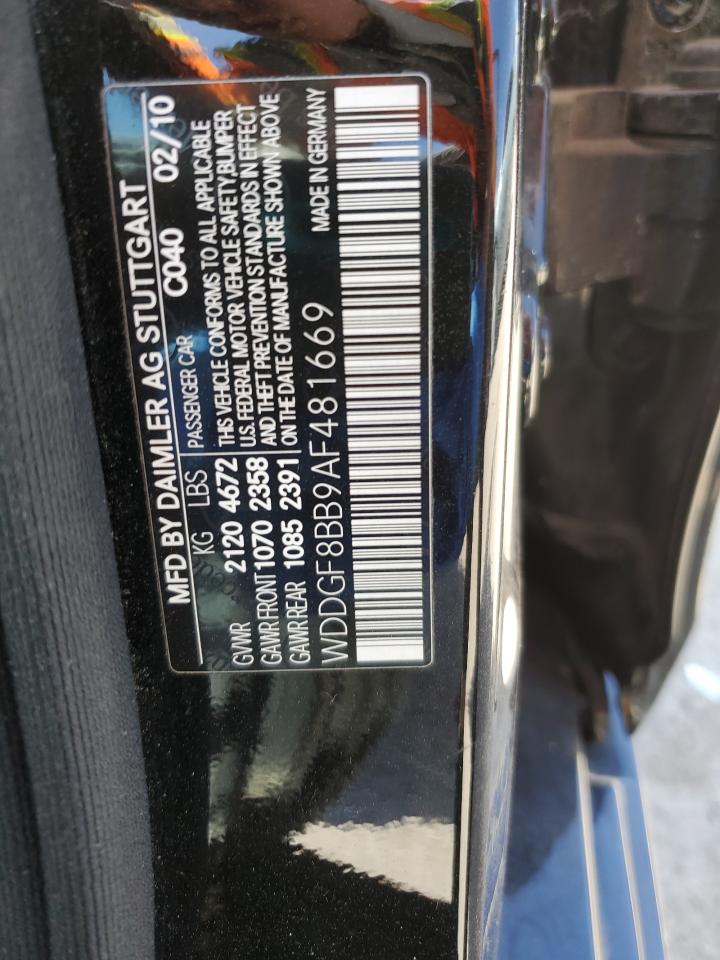 MFD BY DAIMLER AG STUTTGART
C040 02/10
KG LBS PASSENGER CAR
GVWR 2120 4672 THIS VEHICLE CONFORMS TO ALL APPLICABLE
GAWR FRONT 1070 2358 U.S. FEDERAL MOTOR VEHICLE SAFETY, BUMPER
GAWR REAR 1085 2391 AND THEFT PREVENTION STANDARDS IN EFFECT
ON THE DATE OF MANUFACTURE SHOWN ABOVE
WDDGF8BB9AF481669 MADE IN GERMANY